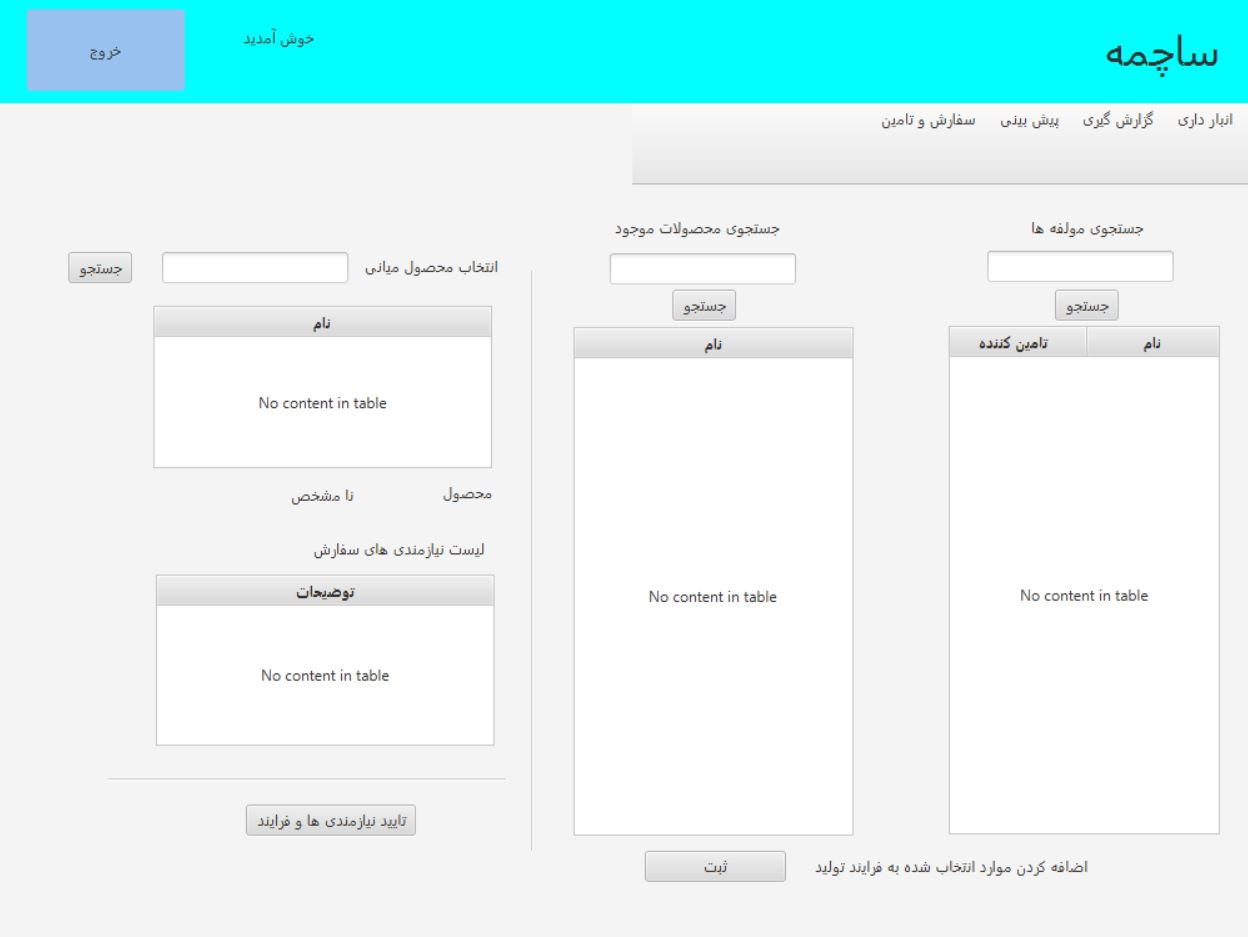 ساچمه
خوش آمدید
خروج
انبار داری
گزارش گیری
پیش بینی
سفارش و تامین
جستجوی مولفه ها
جستجو
نام
تامین کننده
No content in table
جستجوی محصولات موجود
جستجو
نام
No content in table
اضافه کردن موارد انتخاب شده به فرایند تولید
ثبت
انتخاب محصول میانی
جستجو
نام
No content in table
محصول
نا مشخص
لیست نیازمندی های سفارش
توضیحات
No content in table
تایید نیازمندی ها و فرایند